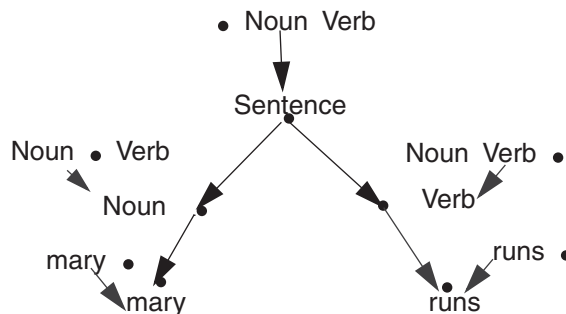 • Noun Verb
Sentence
Noun • Verb
Noun Verb •
Noun
Verb
mary •
runs •
mary
runs